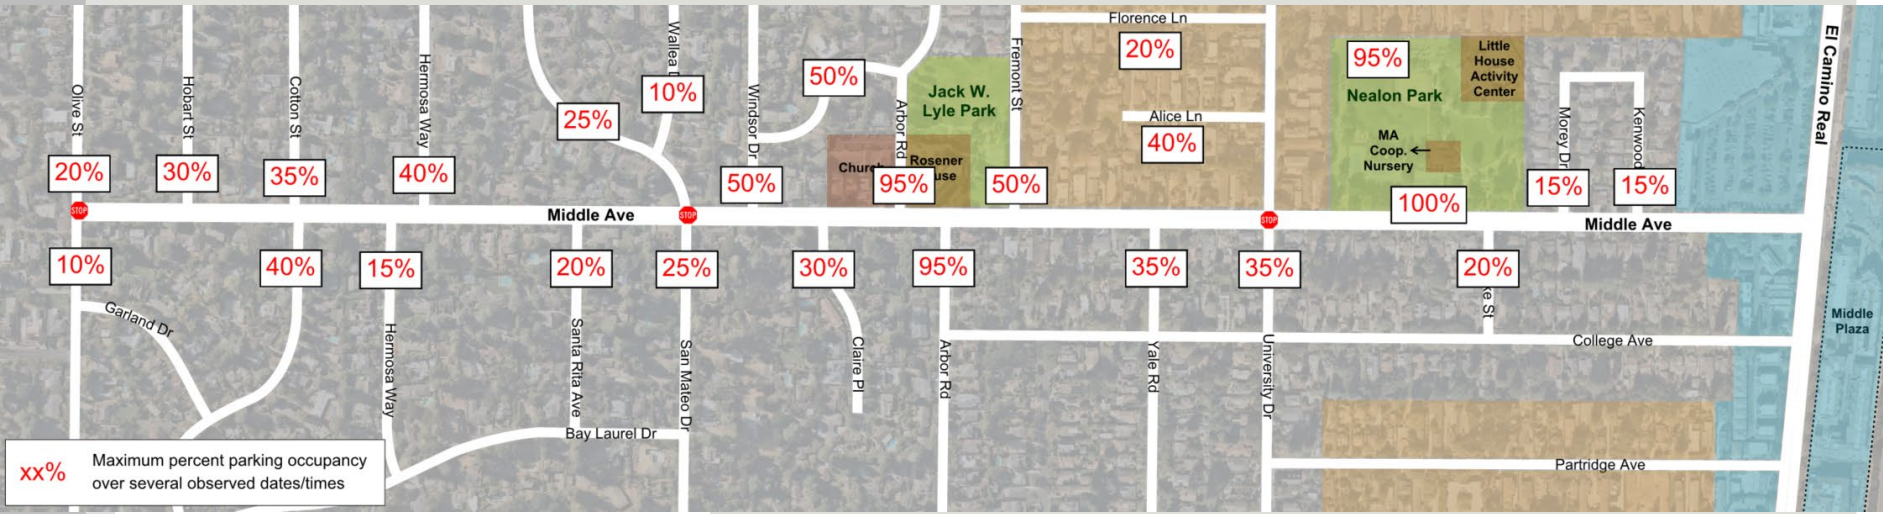 Florence Ln
El Camino Real
Olive St
Hobart St
Cotton St
Hermosa Way
Windsor Dr
Arbor Rd
Fremont St
20%
95%
Little
House
Activity
Center
50%
10%
25%
Jack W.
Lyle Park
Nealon Park
Alice Ln
40%
MA
Coop.
Nursery
Morey Dr
Kenwood
20%
30%
35%
40%
50%
Rosener
95%
50%
100%
15%
15%
STOP
Middle Ave
STOP
STOP
Middle Ave
10%
40%
15%
20%
25%
30%
95%
35%
35%
20%
Garland Dr
Hermosa Way
Santa Rita Ave
San Mateo Dr
Claire Pl
Arbor Rd
Yale Rd
University Dr
College Ave
Middle
Plaza
Bay Laurel Dr
Partridge Ave
xx%
Maximum percent parking occupancy
over several observed dates/times